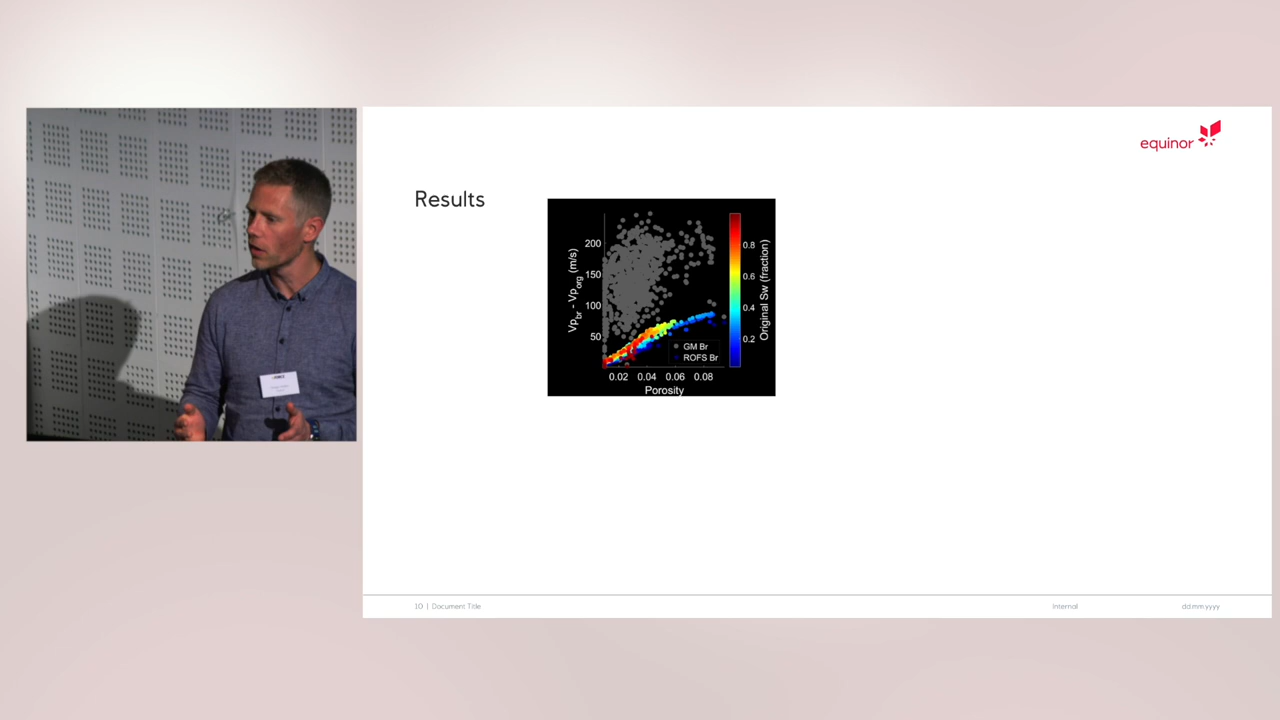 equinor
Results
200
150
100
50
Vp_br - Vp_org (m/s)
0.02 0.04 0.06 0.08
Porosity
GM Br
ROFS Br
0.8
0.6
0.4
0.2
Original Sw (fraction)
10 | Document Title
Internal
dd.mm.yyyy